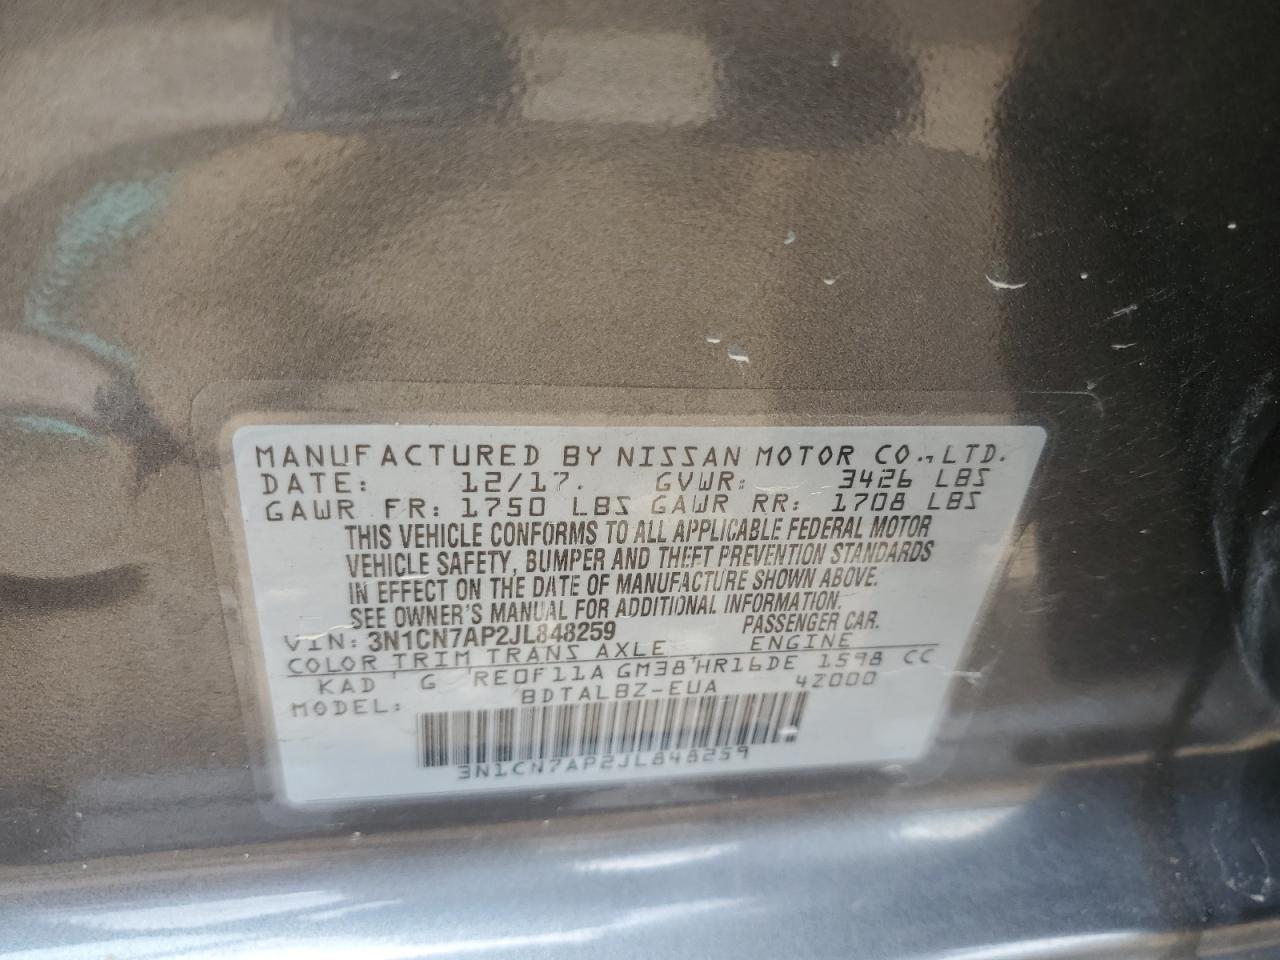 MANUFACTURED BY NISSAN MOTOR CO., LTD.
DATE: 12/17. GVWR: 3426 LBS
GAWR FR: 1750 LBS GAWR RR: 1708 LBS
THIS VEHICLE CONFORMS TO ALL APPLICABLE FEDERAL MOTOR
VEHICLE SAFETY, BUMPER AND THEFT PREVENTION STANDARDS
IN EFFECT ON THE DATE OF MANUFACTURE SHOWN ABOVE.
SEE OWNER'S MANUAL FOR ADDITIONAL INFORMATION.
VIN: 3N1CN7AP2JL848259 PASSENGER CAR.
COLOR TRIM TRANS AXLE ENGINE
KAD G RE0F11A GM38 HR16DE 1598 CC
MODEL: BDTALBZ-EUA 4Z000
3N1CN7AP2JL848259